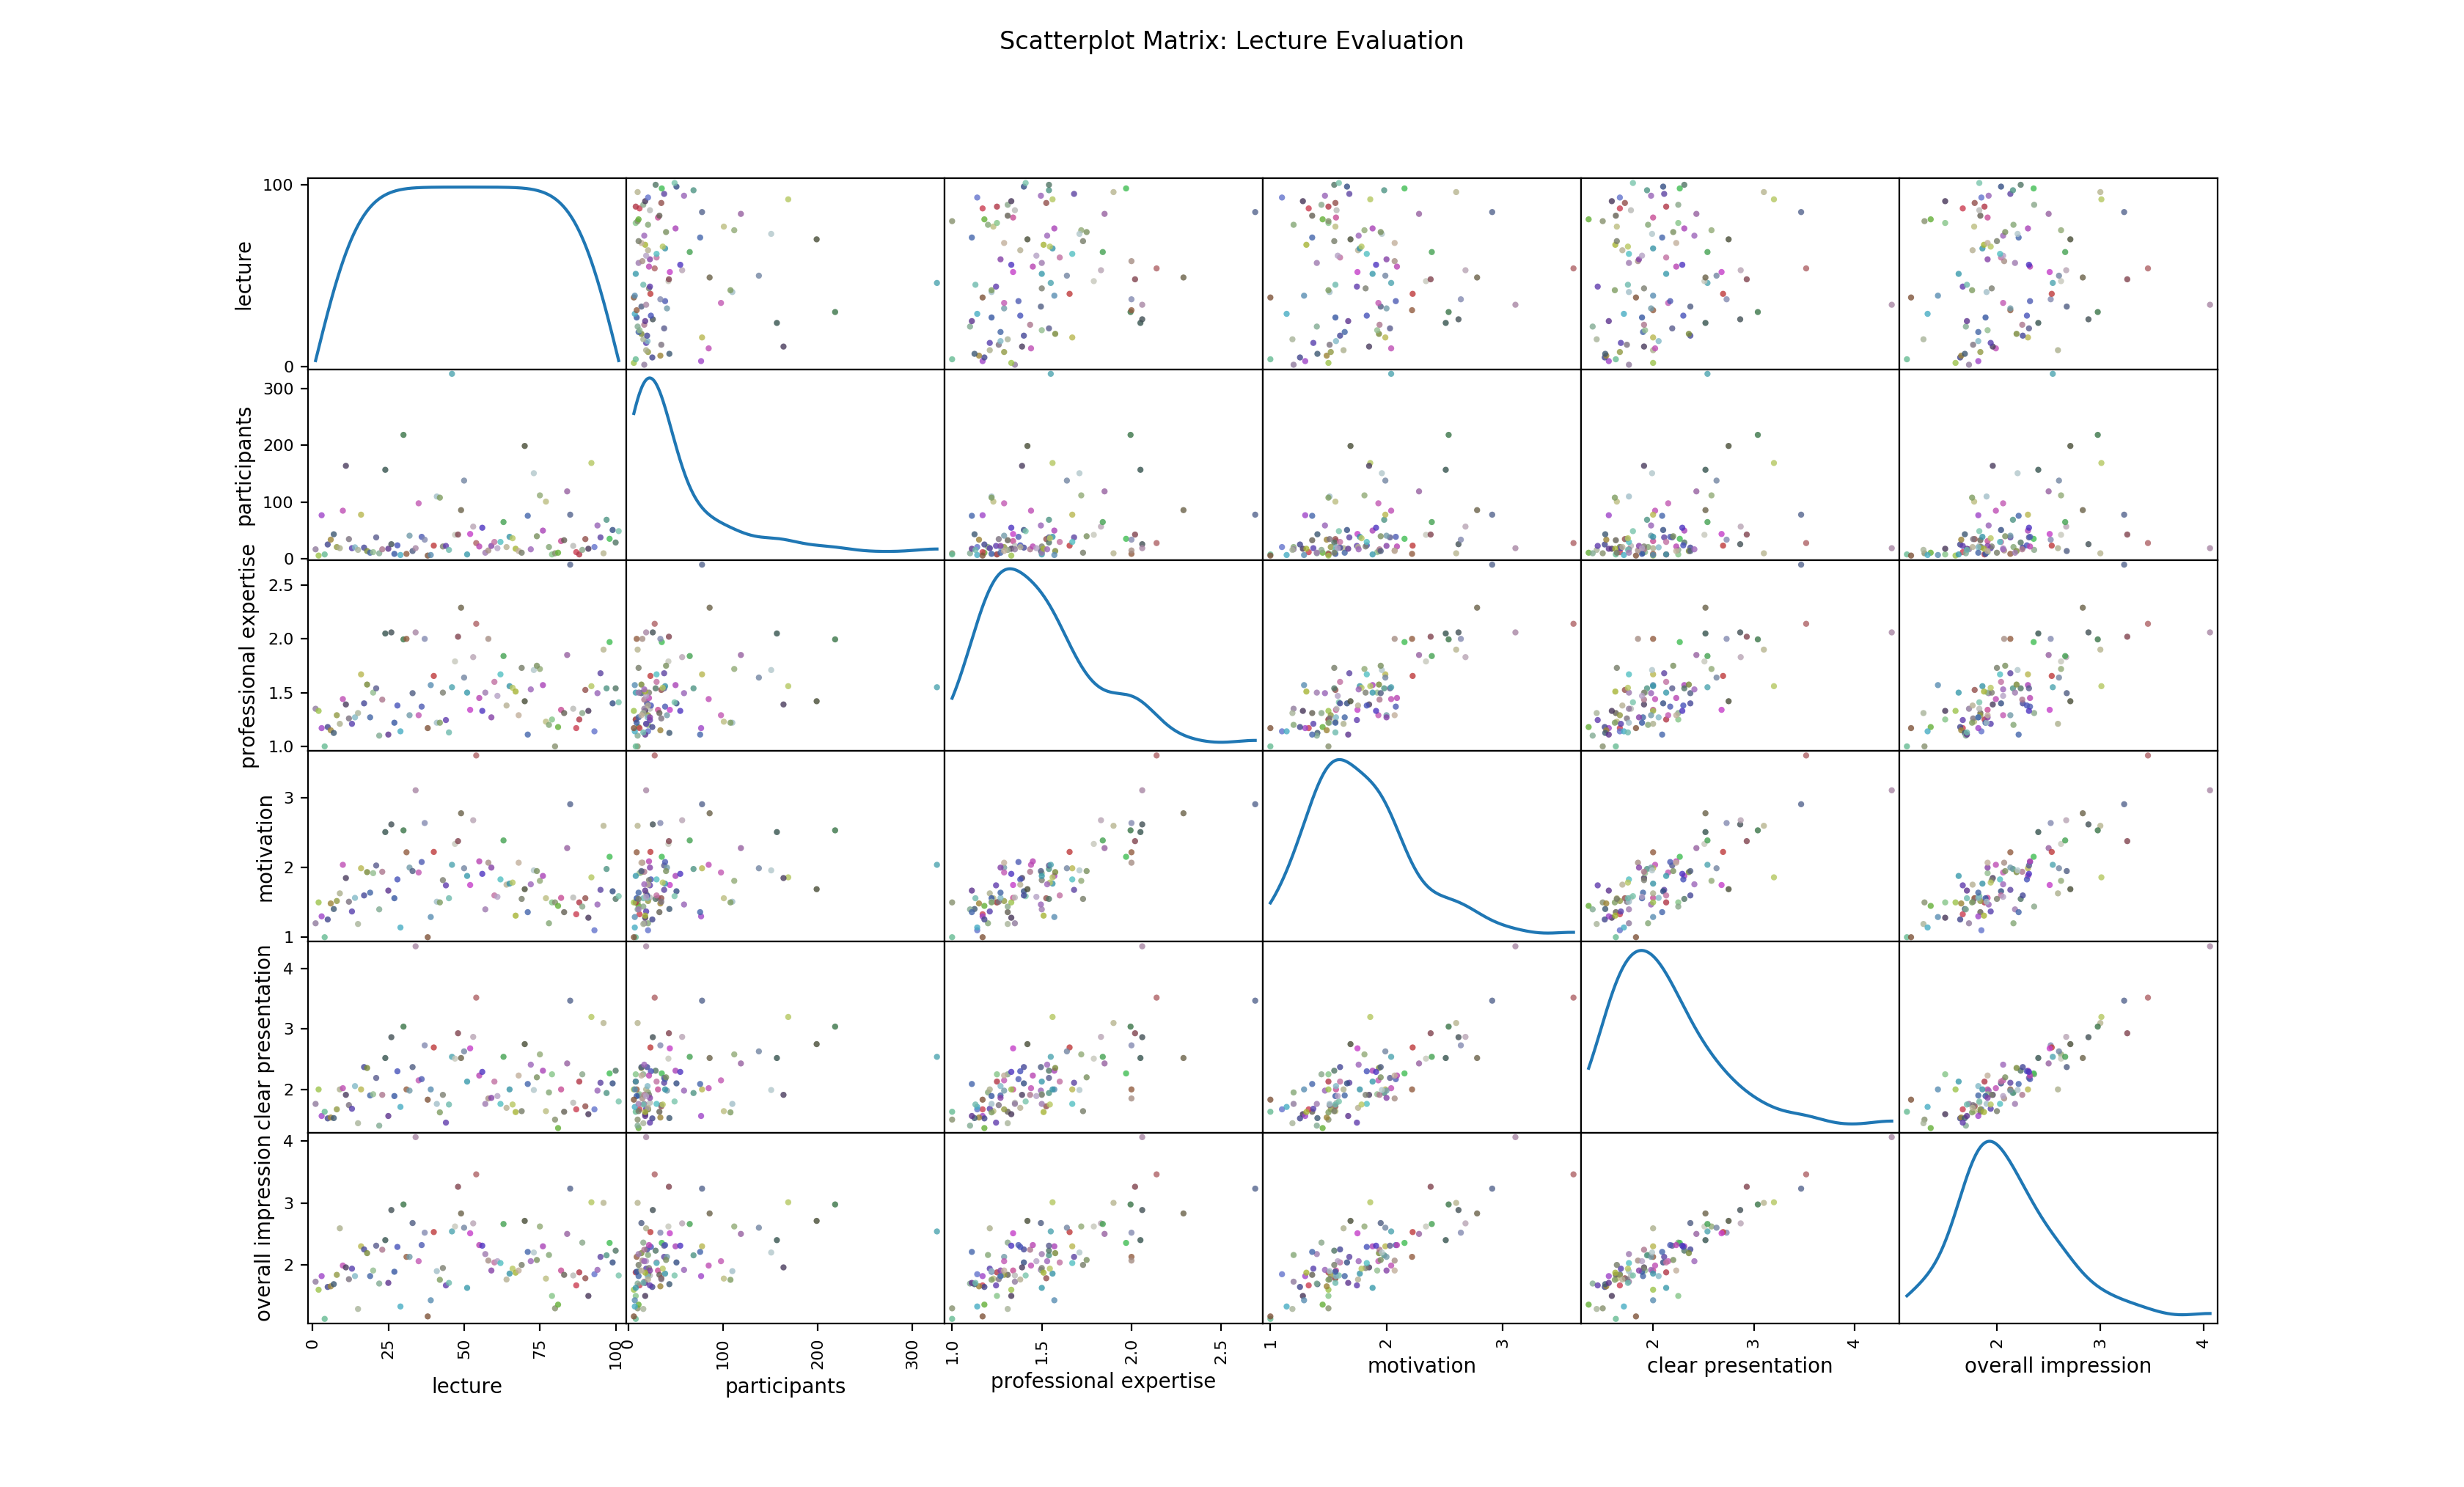 Scatterplot Matrix: Lecture Evaluation
lecture
100
0
participants
300
200
100
0
professional expertise
2.5
2.0
1.5
1.0
motivation
3
2
1
clear presentation
4
3
2
overall impression
4
3
2
0 25 50 75 100 0 100 200 300 1.0 1.5 2.0 2.5 1 2 3 2 3 4 2 3 4
lecture participants professional expertise motivation clear presentation overall impression